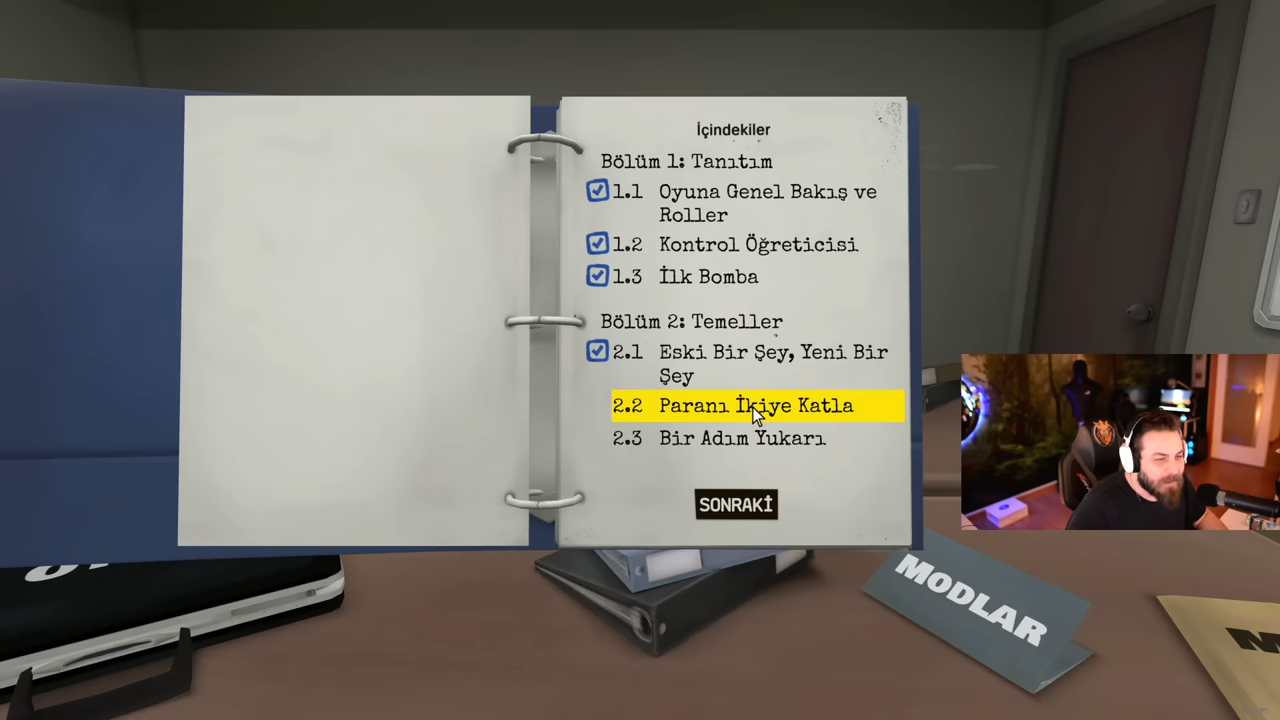 İçindekiler
Bölüm 1: Tanıtım
1.1 Oyuna Genel Bakış ve
Roller
1.2 Kontrol Öğreticisi
1.3 İlk Bomba
Bölüm 2: Temeller
2.1 Eski Bir Şey, Yeni Bir
Şey
2.2 Paranı İkiye Katla
2.3 Bir Adım Yukarı
SONRAKİ
MODLAR